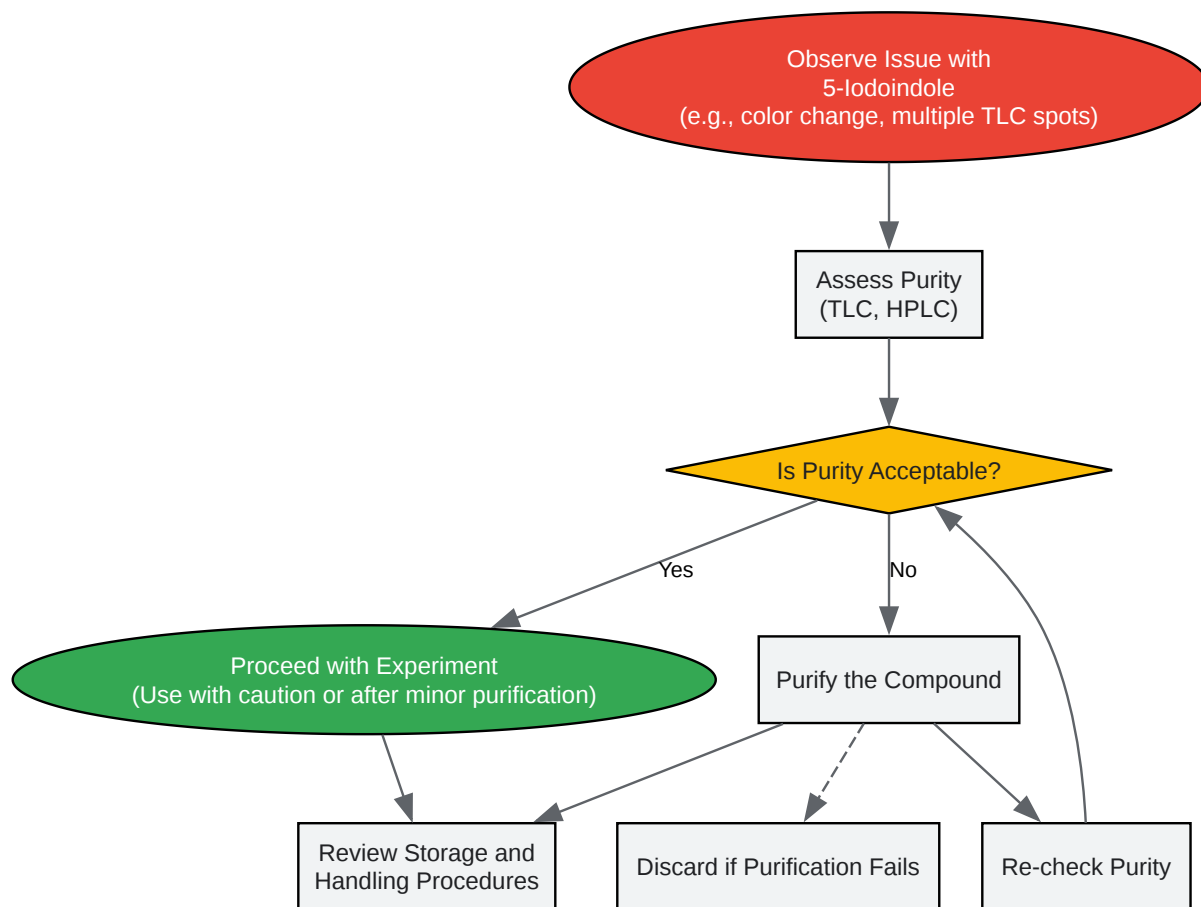 Observe Issue with
5-Iodoindole
(e.g., color change, multiple TLC spots)
Assess Purity
(TLC, HPLC)
Is Purity Acceptable?
Yes
No
Proceed with Experiment
(Use with caution or after minor purification)
Purify the Compound
Review Storage and
Handling Procedures
Discard if Purification Fails
Re-check Purity